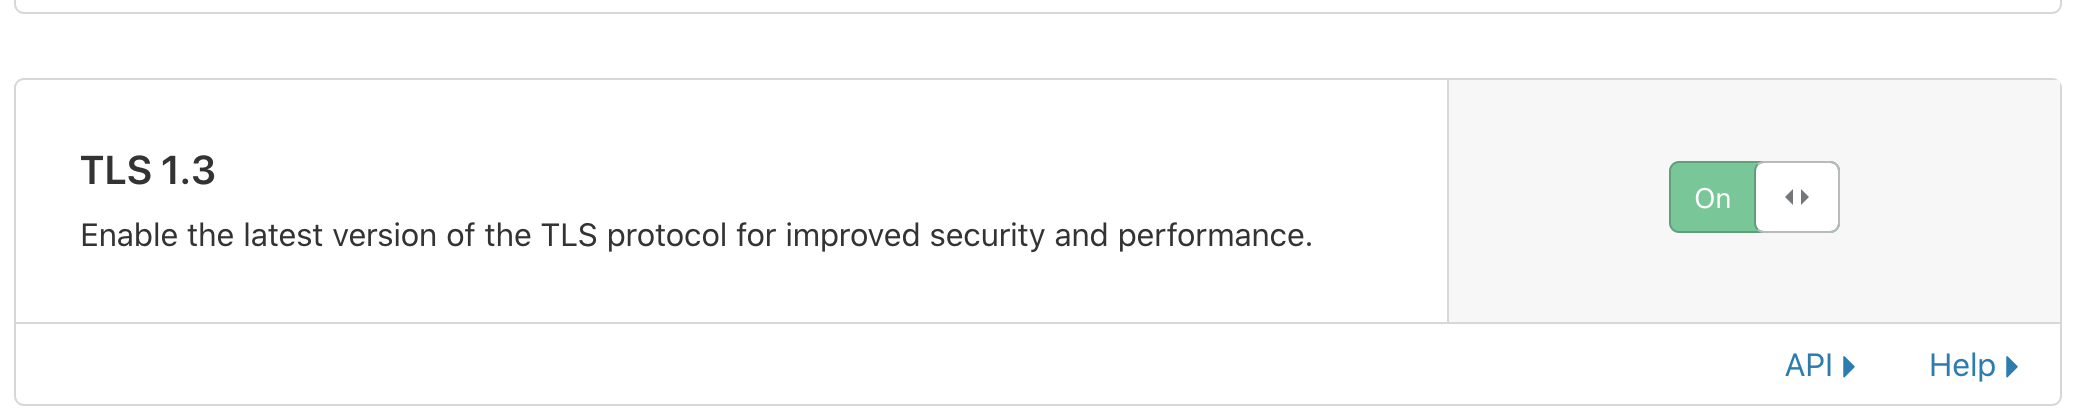 TLS 1.3
Enable the latest version of the TLS protocol for improved security and performance.
On
API
Help